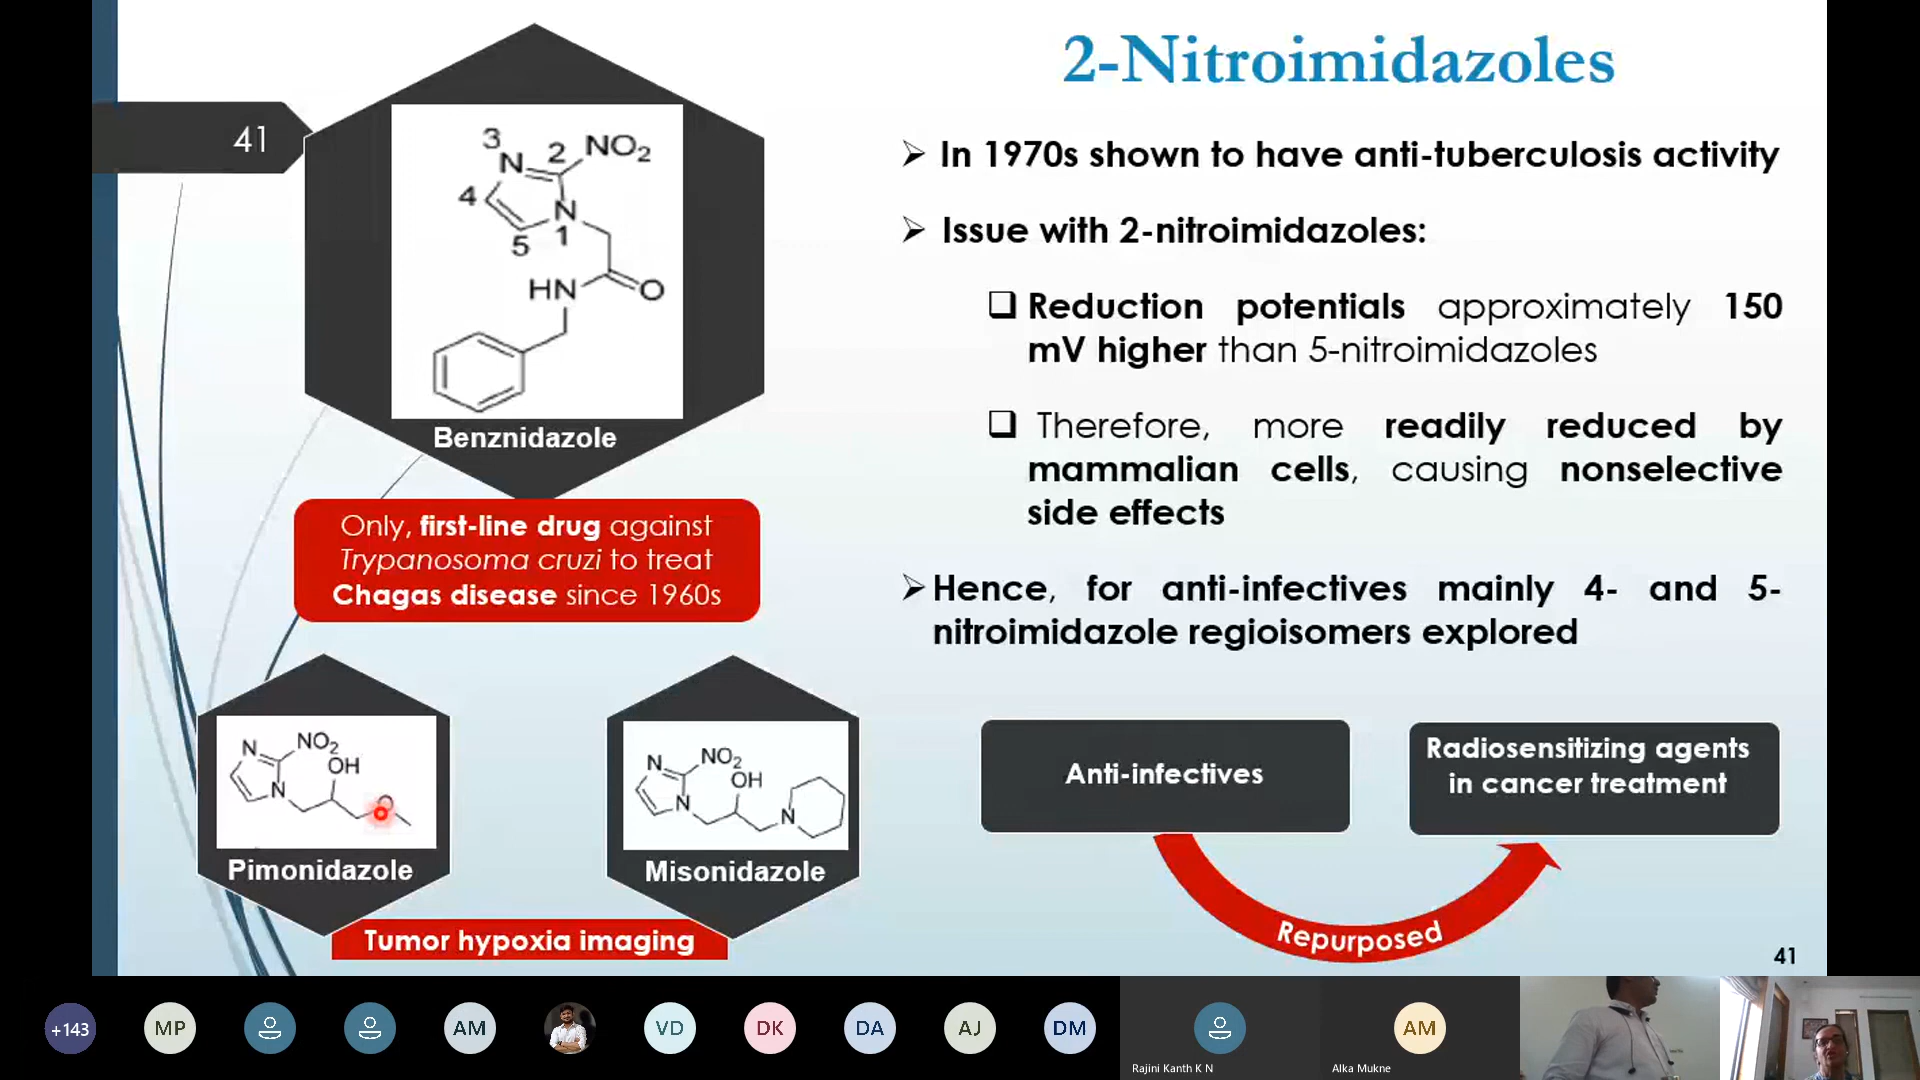 2-Nitroimidazoles
41
3
N
2
NO2
4
N
5
1
HN
O
Benznidazole
Only, first-line drug against
Trypanosoma cruzi to treat
Chagas disease since 1960s
➢ In 1970s shown to have anti-tuberculosis activity
➢ Issue with 2-nitroimidazoles:
❑ Reduction potentials approximately 150
mV higher than 5-nitroimidazoles
❑ Therefore, more readily reduced by
mammalian cells, causing nonselective
side effects
➢ Hence, for anti-infectives mainly 4- and 5-
nitroimidazole regioisomers explored
N
NO2
OH
N
O
Pimonidazole
N
NO2
OH
N
N
Misonidazole
Tumor hypoxia imaging
Anti-infectives
Radiosensitizing agents
in cancer treatment
Repurposed
41
+143
MP
AM
VD
DK
DA
AJ
DM
Rajini Kanth K N
AM
Alka Mukne